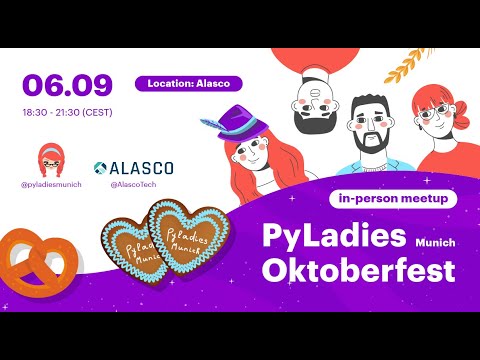 06.09
Location: Alasco
18:30 - 21:30 (CEST)
ALASCO
@pyladiesmunich
@AlascoTech
in-person meetup
PyLadies Munich
Oktoberfest
Pyladies
Munich
Pyladies
Munich